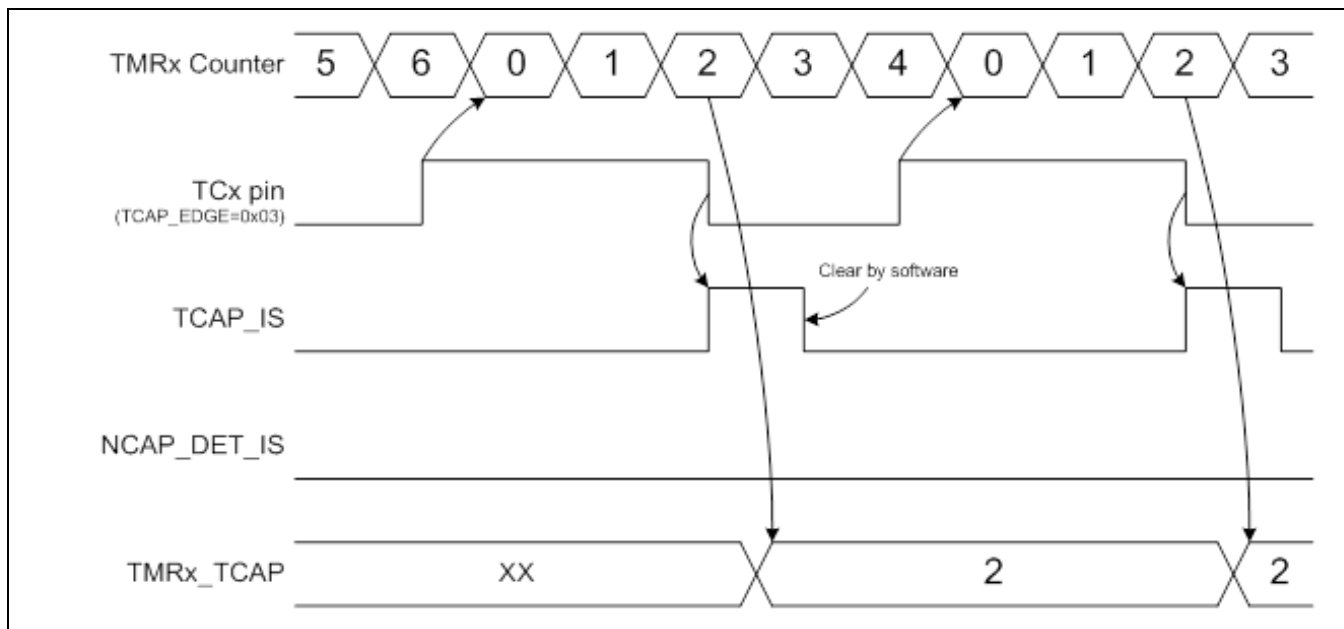 TMRx Counter 5 6 0 1 2 3 4 0 1 2 3
TCx pin
(TCAP_EDGE=0x03)
Clear by software
TCAP_IS
NCAP_DET_IS
TMRx_TCAP XX 2 2